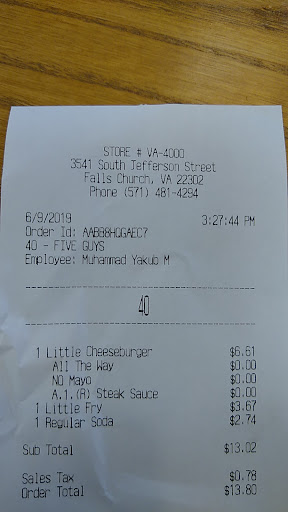 STORE # VA-4000
3541 South Jefferson Street
Falls Church, VA 22302
Phone (571) 481-4294
6/9/2019 3:27:44 PM
Order Id: AABB8HQGAEC7
40 - FIVE GUYS
Employee: Muhammad Yakub M
40
1 Little Cheeseburger $6.61
All The Way $0.00
NO Mayo $0.00
A.1.(R) Steak Sauce $0.00
1 Little Fry $3.67
1 Regular Soda $2.74
Sub Total $13.02
Sales Tax $0.78
Order Total $13.80